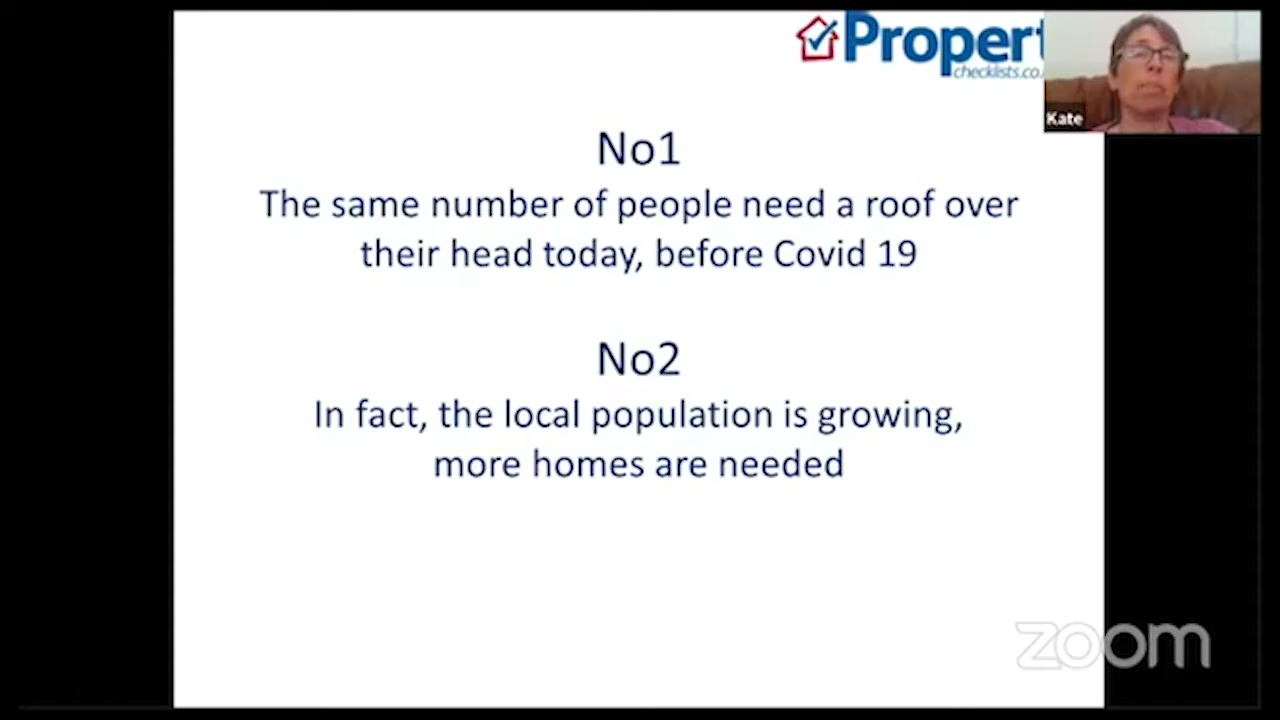 Propert
checklists.co.
Kate
No1
The same number of people need a roof over
their head today, before Covid 19
No2
In fact, the local population is growing,
more homes are needed
zoom